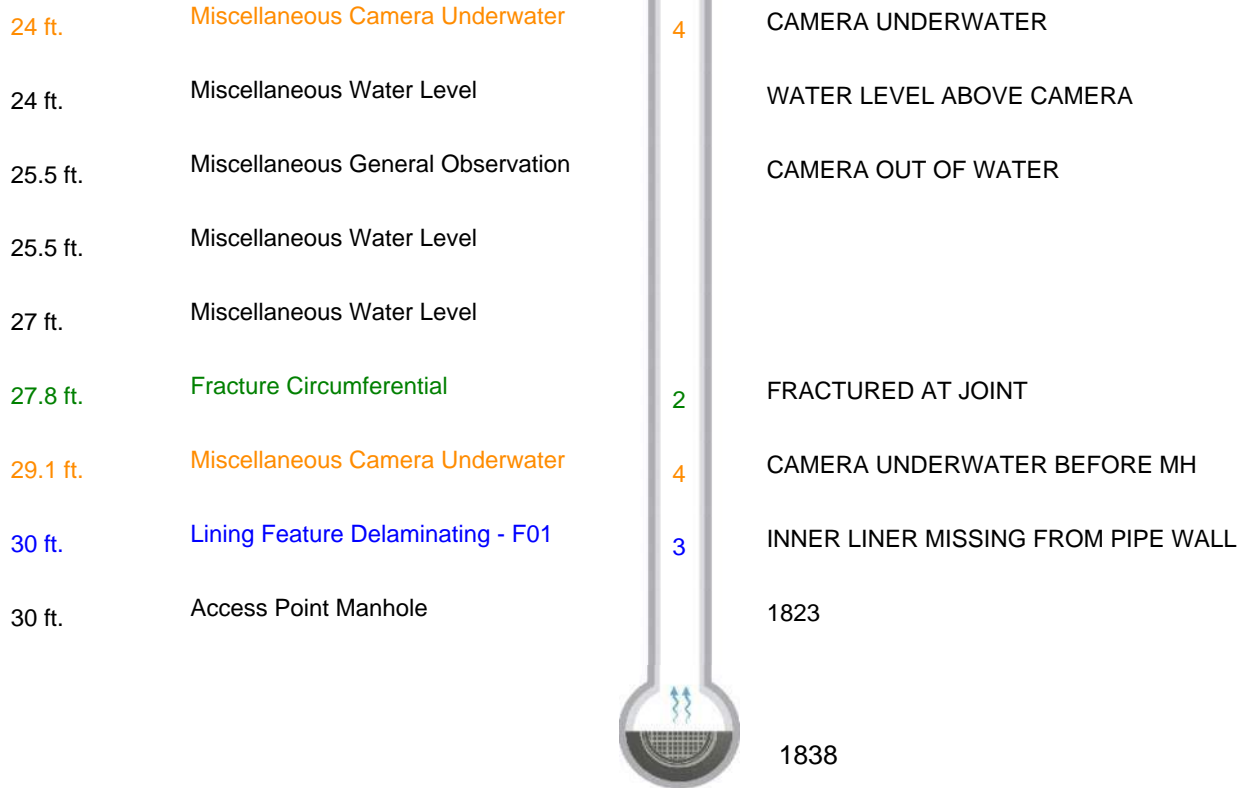 24 ft. Miscellaneous Camera Underwater 4 CAMERA UNDERWATER
24 ft. Miscellaneous Water Level WATER LEVEL ABOVE CAMERA
25.5 ft. Miscellaneous General Observation CAMERA OUT OF WATER
25.5 ft. Miscellaneous Water Level
27 ft. Miscellaneous Water Level
27.8 ft. Fracture Circumferential 2 FRACTURED AT JOINT
29.1 ft. Miscellaneous Camera Underwater 4 CAMERA UNDERWATER BEFORE MH
30 ft. Lining Feature Delaminating - F01 3 INNER LINER MISSING FROM PIPE WALL
30 ft. Access Point Manhole 1823
1838